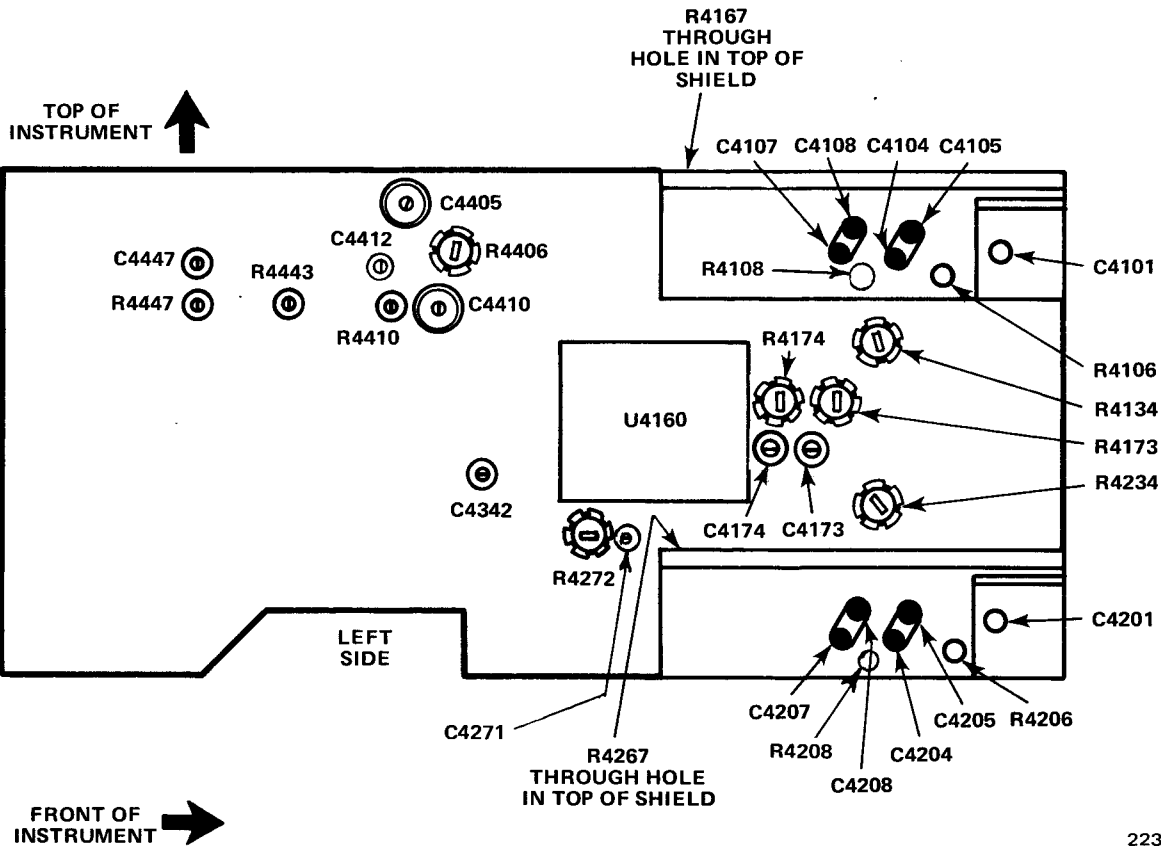 R4167
THROUGH
HOLE IN TOP OF
SHIELD
TOP OF
INSTRUMENT
C4107 C4108 C4104 C4105
C4405
C4412
R4406
C4447
R4443
R4108
C4101
R4447
C4410
R4410
R4174
R4106
R4134
U4160
R4173
R4234
C4342
C4174 C4173
R4272
C4201
LEFT
SIDE
C4207
C4205 R4206
C4271
R4208
C4204
R4267
THROUGH HOLE
IN TOP OF SHIELD
C4208
FRONT OF
INSTRUMENT
223